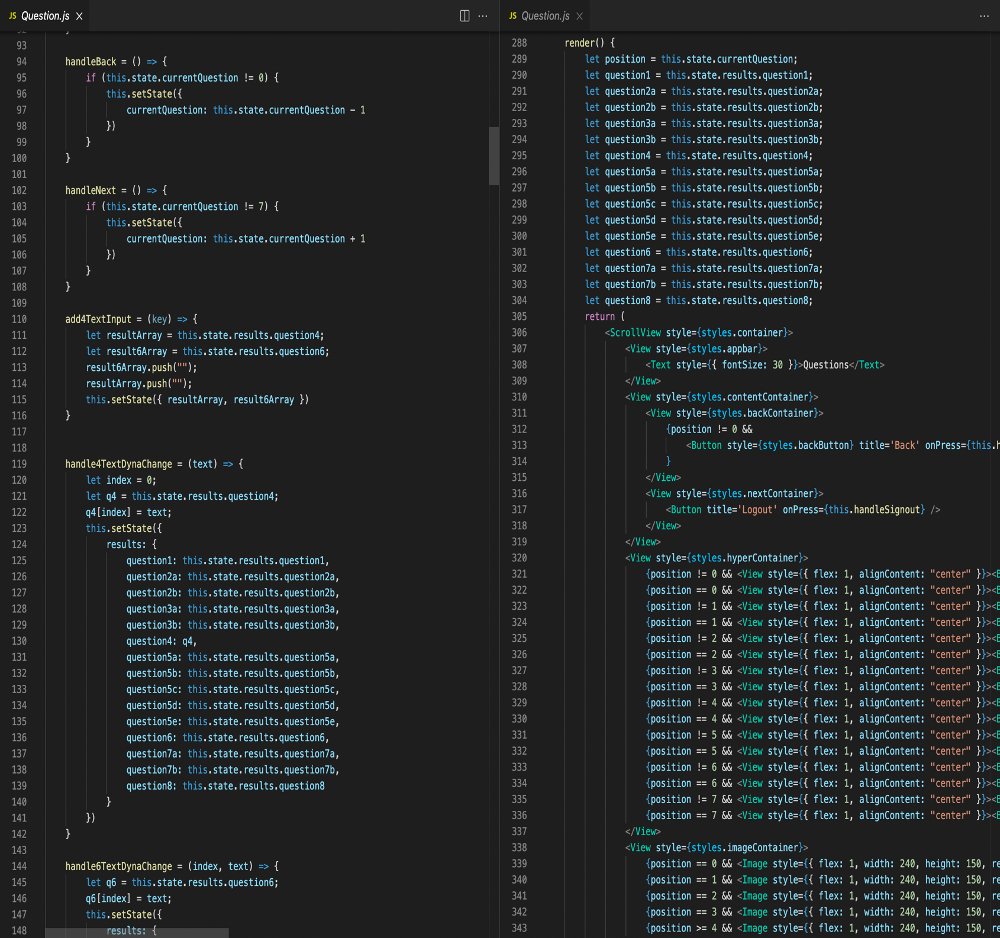 JS Question.js
93
94 handleBack = () => {
95 if (this.state.currentQuestion != 0) {
96 this.setState({
97 currentQuestion: this.state.currentQuestion - 1
98 })
99 }
100 }
101
102 handleNext = () => {
103 if (this.state.currentQuestion != 7) {
104 this.setState({
105 currentQuestion: this.state.currentQuestion + 1
106 })
107 }
108 }
109
110 add4TextInput = (key) => {
111 let resultArray = this.state.results.question4;
112 let result6Array = this.state.results.question6;
113 result6Array.push("");
114 resultArray.push("");
115 this.setState({ resultArray, result6Array })
116 }
117
118
119 handle4TextDynaChange = (text) => {
120 let index = 0;
121 let q4 = this.state.results.question4;
122 q4[index] = text;
123 this.setState({
124 results: {
125 question1: this.state.results.question1,
126 question2a: this.state.results.question2a,
127 question2b: this.state.results.question2b,
128 question3a: this.state.results.question3a,
129 question3b: this.state.results.question3b,
130 question4: q4,
131 question5a: this.state.results.question5a,
132 question5b: this.state.results.question5b,
133 question5c: this.state.results.question5c,
134 question5d: this.state.results.question5d,
135 question5e: this.state.results.question5e,
136 question6: this.state.results.question6,
137 question7a: this.state.results.question7a,
138 question7b: this.state.results.question7b,
139 question8: this.state.results.question8
140 }
141 })
142 }
143
144 handle6TextDynaChange = (index, text) => {
145 let q6 = this.state.results.question6;
146 q6[index] = text;
147 this.setState({
148 results: {
JS Question.js
288 render() {
289 let position = this.state.currentQuestion;
290 let question1 = this.state.results.question1;
291 let question2a = this.state.results.question2a;
292 let question2b = this.state.results.question2b;
293 let question3a = this.state.results.question3a;
294 let question3b = this.state.results.question3b;
295 let question4 = this.state.results.question4;
296 let question5a = this.state.results.question5a;
297 let question5b = this.state.results.question5b;
298 let question5c = this.state.results.question5c;
299 let question5d = this.state.results.question5d;
300 let question5e = this.state.results.question5e;
301 let question6 = this.state.results.question6;
302 let question7a = this.state.results.question7a;
303 let question7b = this.state.results.question7b;
304 let question8 = this.state.results.question8;
305 return (
306 <ScrollView style={styles.container}>
307 <View style={styles.appbar}>
308 <Text style={{ fontSize: 30 }}>Questions</Text>
309 </View>
310 <View style={styles.contentContainer}>
311 <View style={styles.backContainer}>
312 {position != 0 &&
313 <Button style={styles.backButton} title='Back' onPress={this.h
314 }
315 </View>
316 <View style={styles.nextContainer}>
317 <Button title='Logout' onPress={this.handleSignout} />
318 </View>
319 </View>
320 <View style={styles.hyperContainer}>
321 {position != 0 && <View style={{ flex: 1, alignContent: "center" }}><B
322 {position == 0 && <View style={{ flex: 1, alignContent: "center" }}><B
323 {position != 1 && <View style={{ flex: 1, alignContent: "center" }}><B
324 {position == 1 && <View style={{ flex: 1, alignContent: "center" }}><B
325 {position != 2 && <View style={{ flex: 1, alignContent: "center" }}><B
326 {position == 2 && <View style={{ flex: 1, alignContent: "center" }}><B
327 {position != 3 && <View style={{ flex: 1, alignContent: "center" }}><B
328 {position == 3 && <View style={{ flex: 1, alignContent: "center" }}><B
329 {position != 4 && <View style={{ flex: 1, alignContent: "center" }}><B
330 {position == 4 && <View style={{ flex: 1, alignContent: "center" }}><B
331 {position != 5 && <View style={{ flex: 1, alignContent: "center" }}><B
332 {position == 5 && <View style={{ flex: 1, alignContent: "center" }}><B
333 {position != 6 && <View style={{ flex: 1, alignContent: "center" }}><B
334 {position == 6 && <View style={{ flex: 1, alignContent: "center" }}><B
335 {position != 7 && <View style={{ flex: 1, alignContent: "center" }}><B
336 {position == 7 && <View style={{ flex: 1, alignContent: "center" }}><B
337 </View>
338 <View style={styles.imageContainer}>
339 {position == 0 && <Image style={{ flex: 1, width: 240, height: 150, re
340 {position == 1 && <Image style={{ flex: 1, width: 240, height: 150, re
341 {position == 2 && <Image style={{ flex: 1, width: 240, height: 150, re
342 {position == 3 && <Image style={{ flex: 1, width: 240, height: 150, re
343 {position >= 4 && <Image style={{ flex: 1, width: 240, height: 150, re